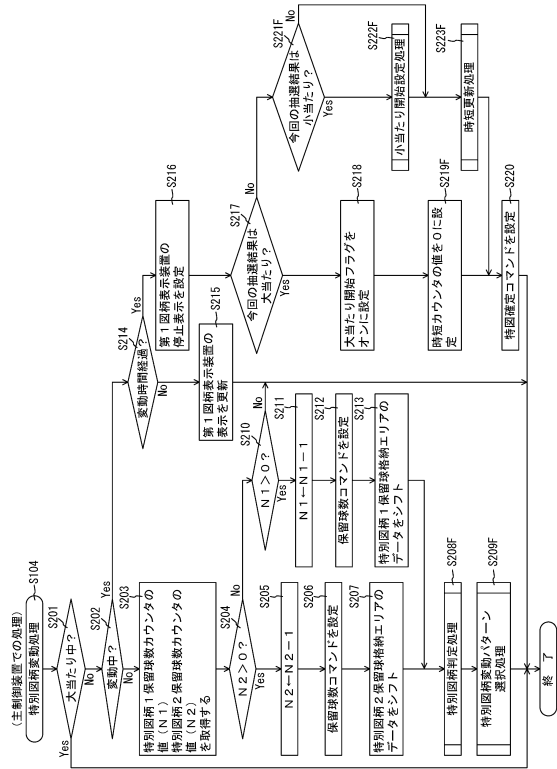 (主制御装置での処理)
特別図柄変動処理
S104
大当たり中?
S201
Yes
No
変動中?
S202
Yes
No
特別図柄1保留球数カウンタの
値(N1)
特別図柄2保留球数カウンタの
値(N2)
を取得する
S203
N2>0?
S204
No
Yes
N2←N2-1
S205
保留球数コマンドを設定
S206
特別図柄2保留球格納エリアの
データをシフト
S207
特別図柄判定処理
S208F
特別図柄変動パターン
選択処理
S209F
終了
N1>0?
S210
No
Yes
N1←N1-1
S211
保留球数コマンドを設定
S212
特別図柄1保留球格納エリアの
データをシフト
S213
変動時間経過?
S214
Yes
No
第1図柄表示装置の
表示を更新
S215
第1図柄表示装置の
停止表示を設定
S216
今回の抽選結果は
大当たり?
S217
No
Yes
大当たり開始フラグを
オンに設定
S218
時短カウンタの値を0に設
定
S219F
特図確定コマンドを設定
S220
今回の抽選結果は
小当たり?
S221F
No
Yes
小当たり開始設定処理
S222F
時短更新処理
S223F